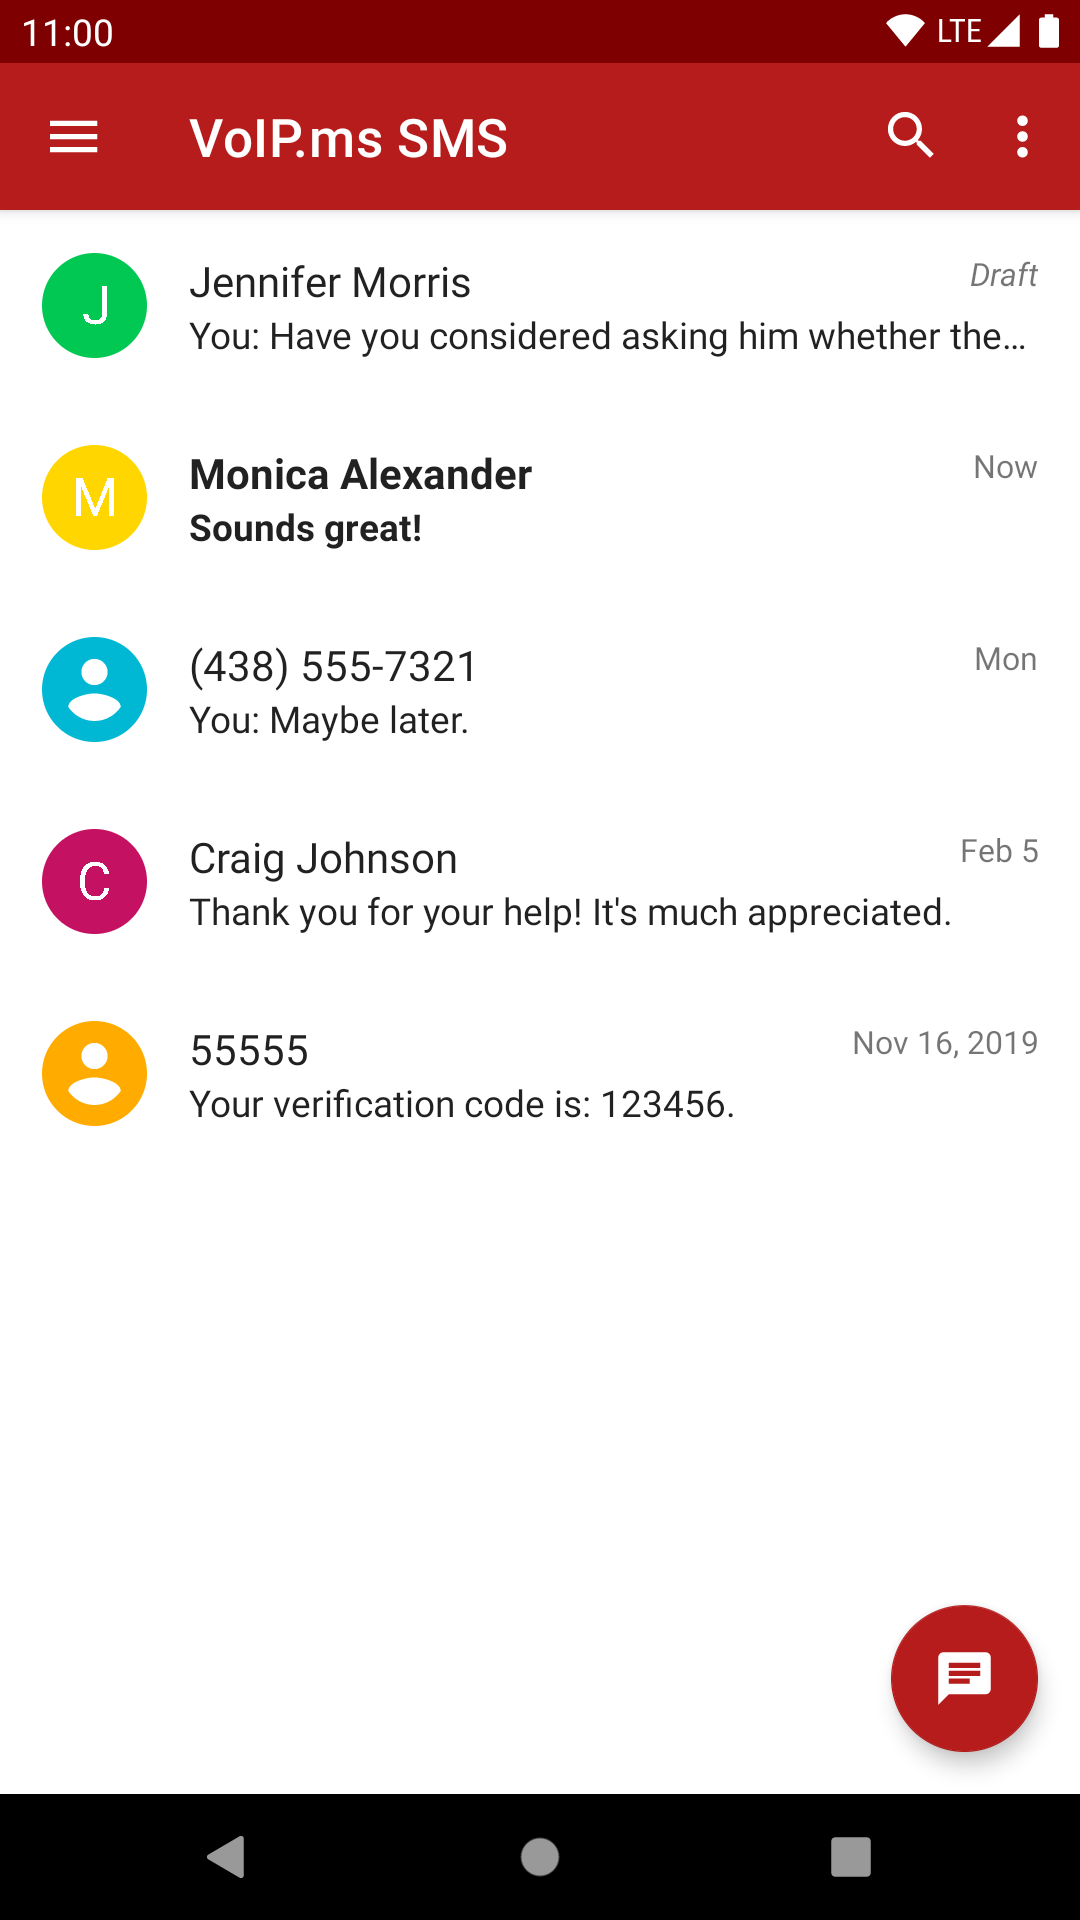 11:00 LTE
VoIP.ms SMS
J Jennifer Morris Draft
You: Have you considered asking him whether the…
M Monica Alexander Now
Sounds great!
(438) 555-7321 Mon
You: Maybe later.
C Craig Johnson Feb 5
Thank you for your help! It's much appreciated.
55555 Nov 16, 2019
Your verification code is: 123456.